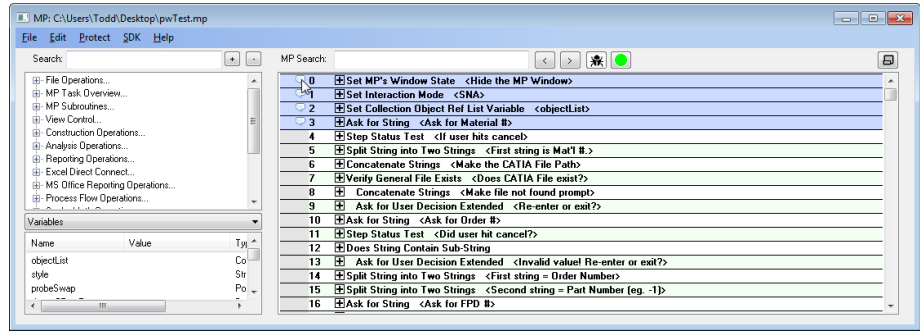 MP: C:\Users\Todd\Desktop\pwTest.mp
File Edit Protect SDK Help
Search: + -
MP Search: < >
File Operations...
MP Task Overview...
MP Subroutines...
View Control...
Construction Operations...
Analysis Operations...
Reporting Operations...
Excel Direct Connect...
MS Office Reporting Operations...
Process Flow Operations...
Variables
Name Value
objectList Co
style Str
probeSwap Po
0 Set MP's Window State <Hide the MP Window>
1 Set Interaction Mode <SNA>
2 Set Collection Object Ref List Variable <objectList>
3 Ask for String <Ask for Material #>
4 Step Status Test <If user hits cancel>
5 Split String into Two Strings <First string is Mat'l #.>
6 Concatenate Strings <Make the CATIA File Path>
7 Verify General File Exists <Does CATIA File exist?>
8 Concatenate Strings <Make file not found prompt>
9 Ask for User Decision Extended <Re-enter or exit?>
10 Ask for String <Ask for Order #>
11 Step Status Test <Did user hit cancel?>
12 Does String Contain Sub-String
13 Ask for User Decision Extended <Invalid value! Re-enter or exit?>
14 Split String into Two Strings <First string = Order Number>
15 Split String into Two Strings <Second string = Part Number (eg. -1)>
16 Ask for String <Ask for FPD #>